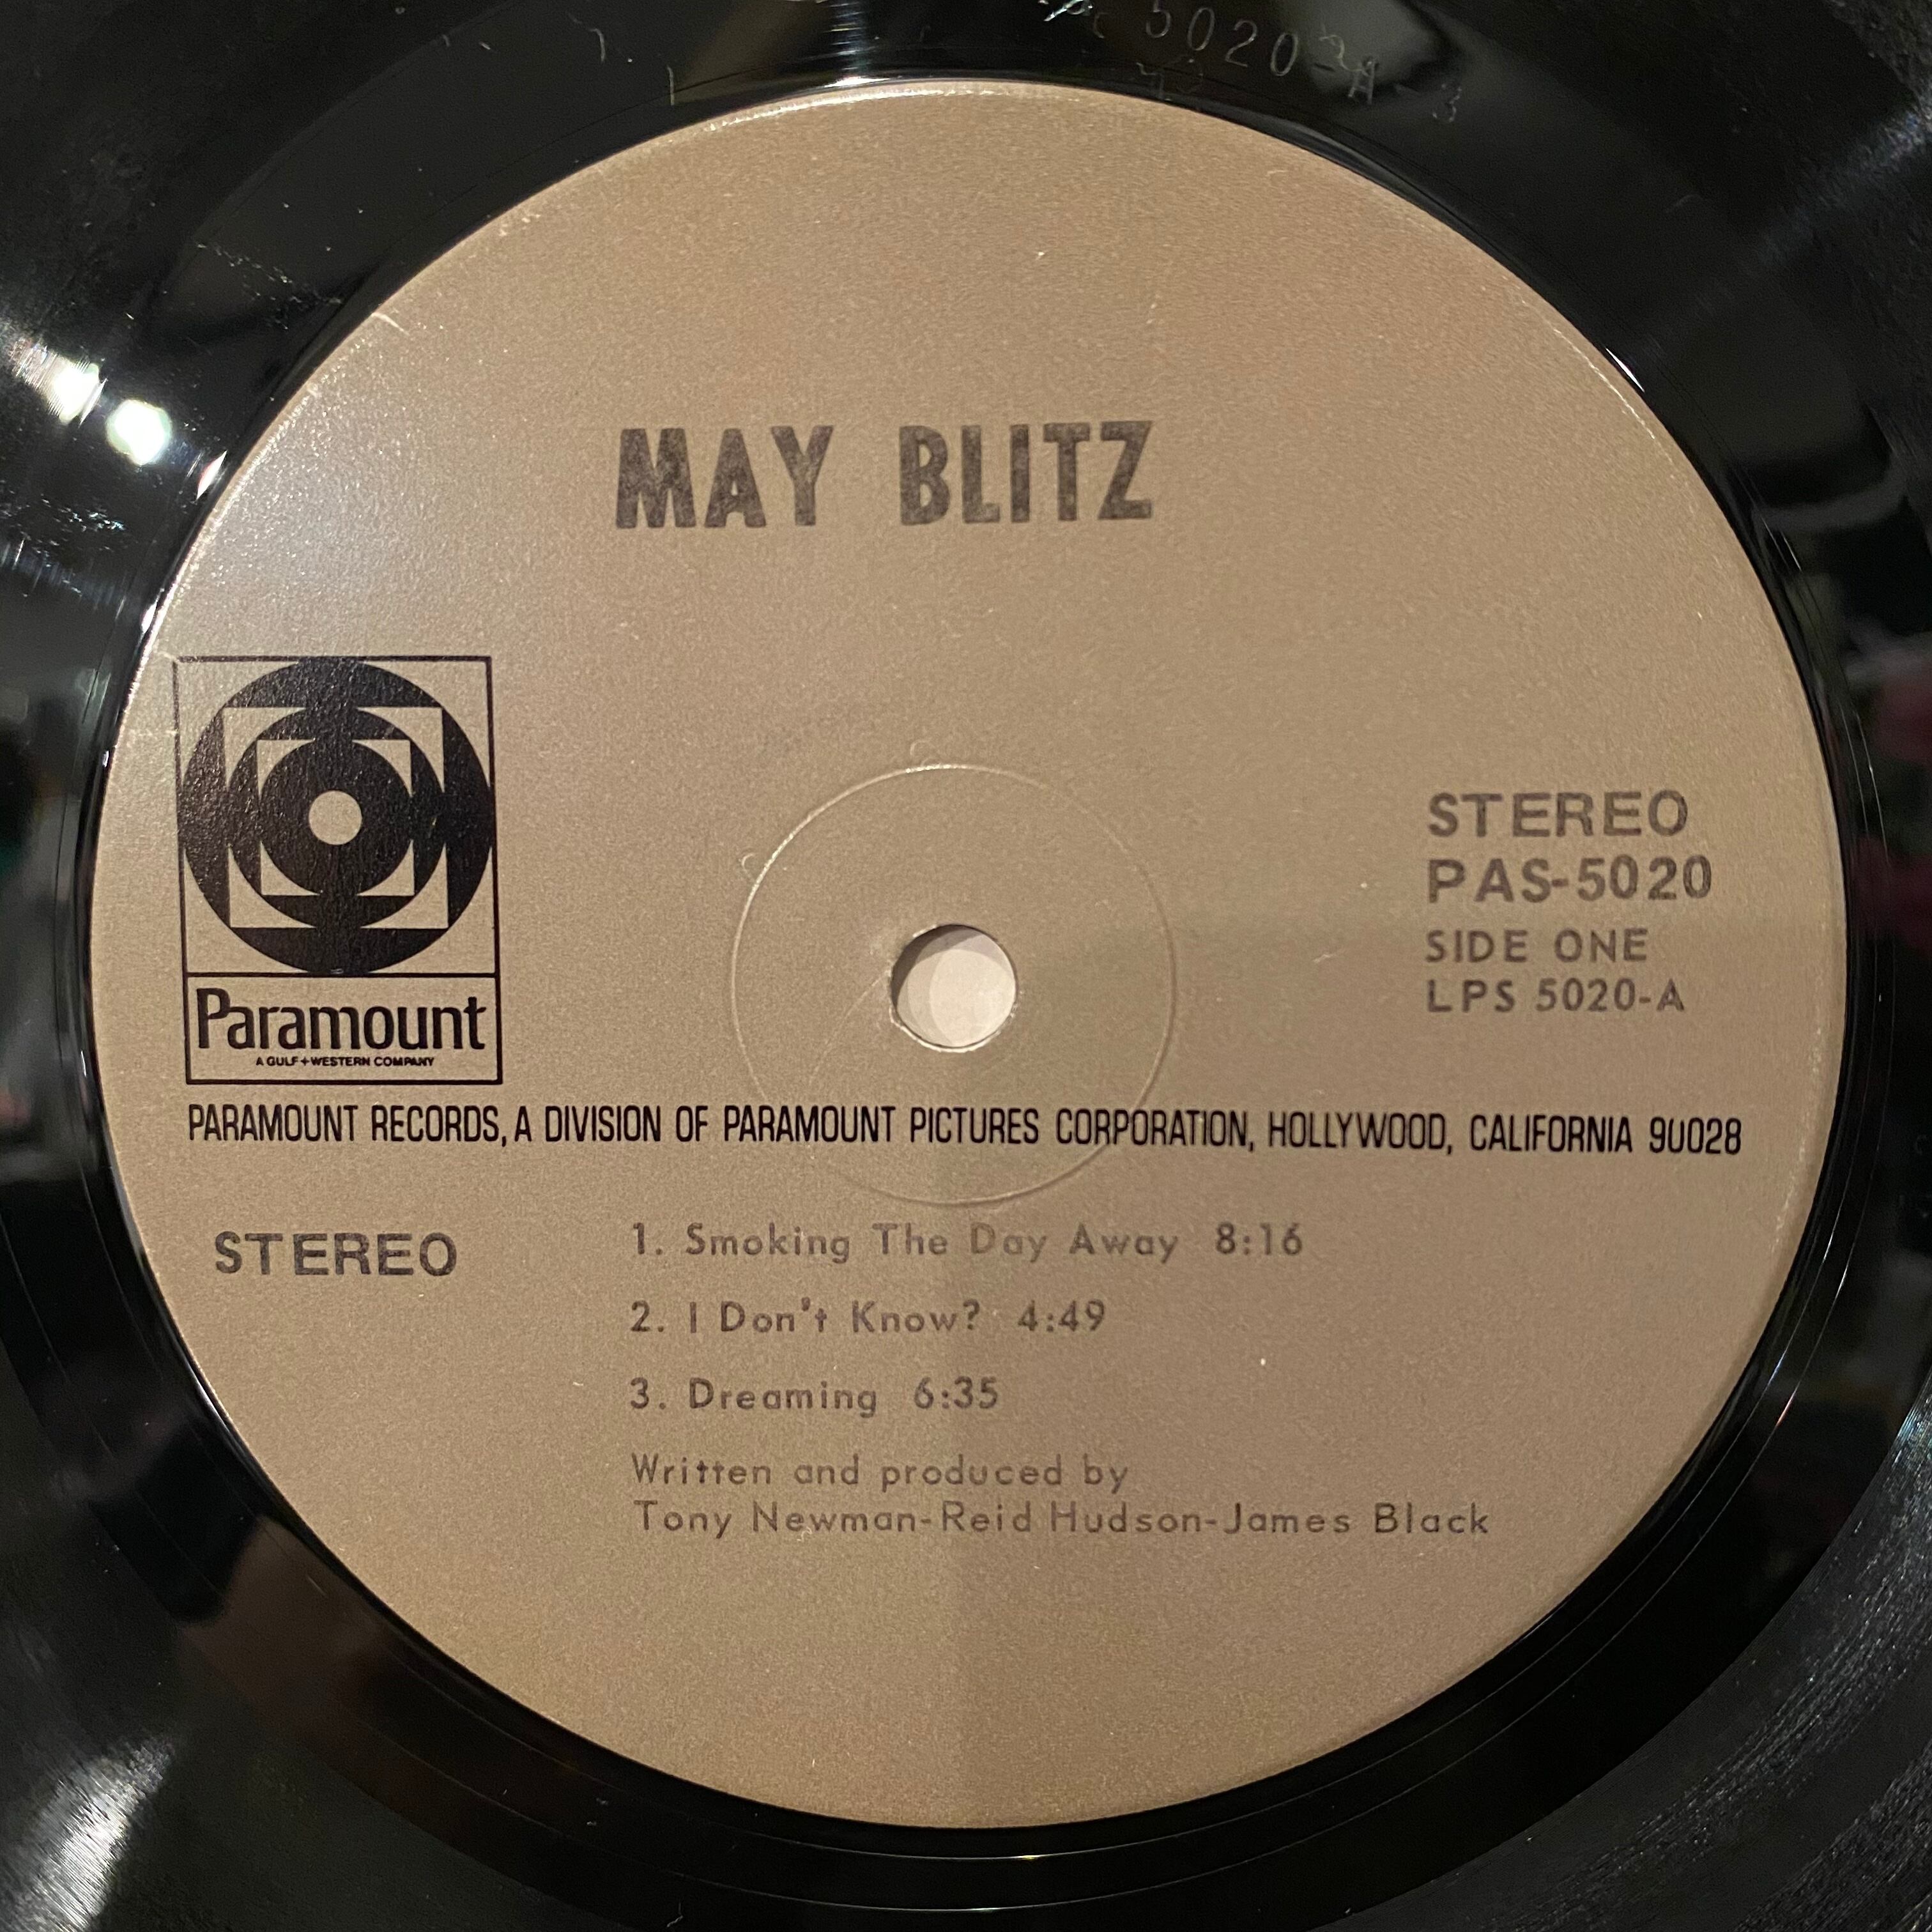 5020-A-3
MAY BLITZ
STEREO
PAS-5020
SIDE ONE
LPS 5020-A
Paramount
A GULF+WESTERN COMPANY
PARAMOUNT RECORDS, A DIVISION OF PARAMOUNT PICTURES CORPORATION, HOLLYWOOD, CALIFORNIA 90028
STEREO
1. Smoking The Day Away 8:16
2. I Don't Know? 4:49
3. Dreaming 6:35
Written and produced by
Tony Newman-Reid Hudson-James Black